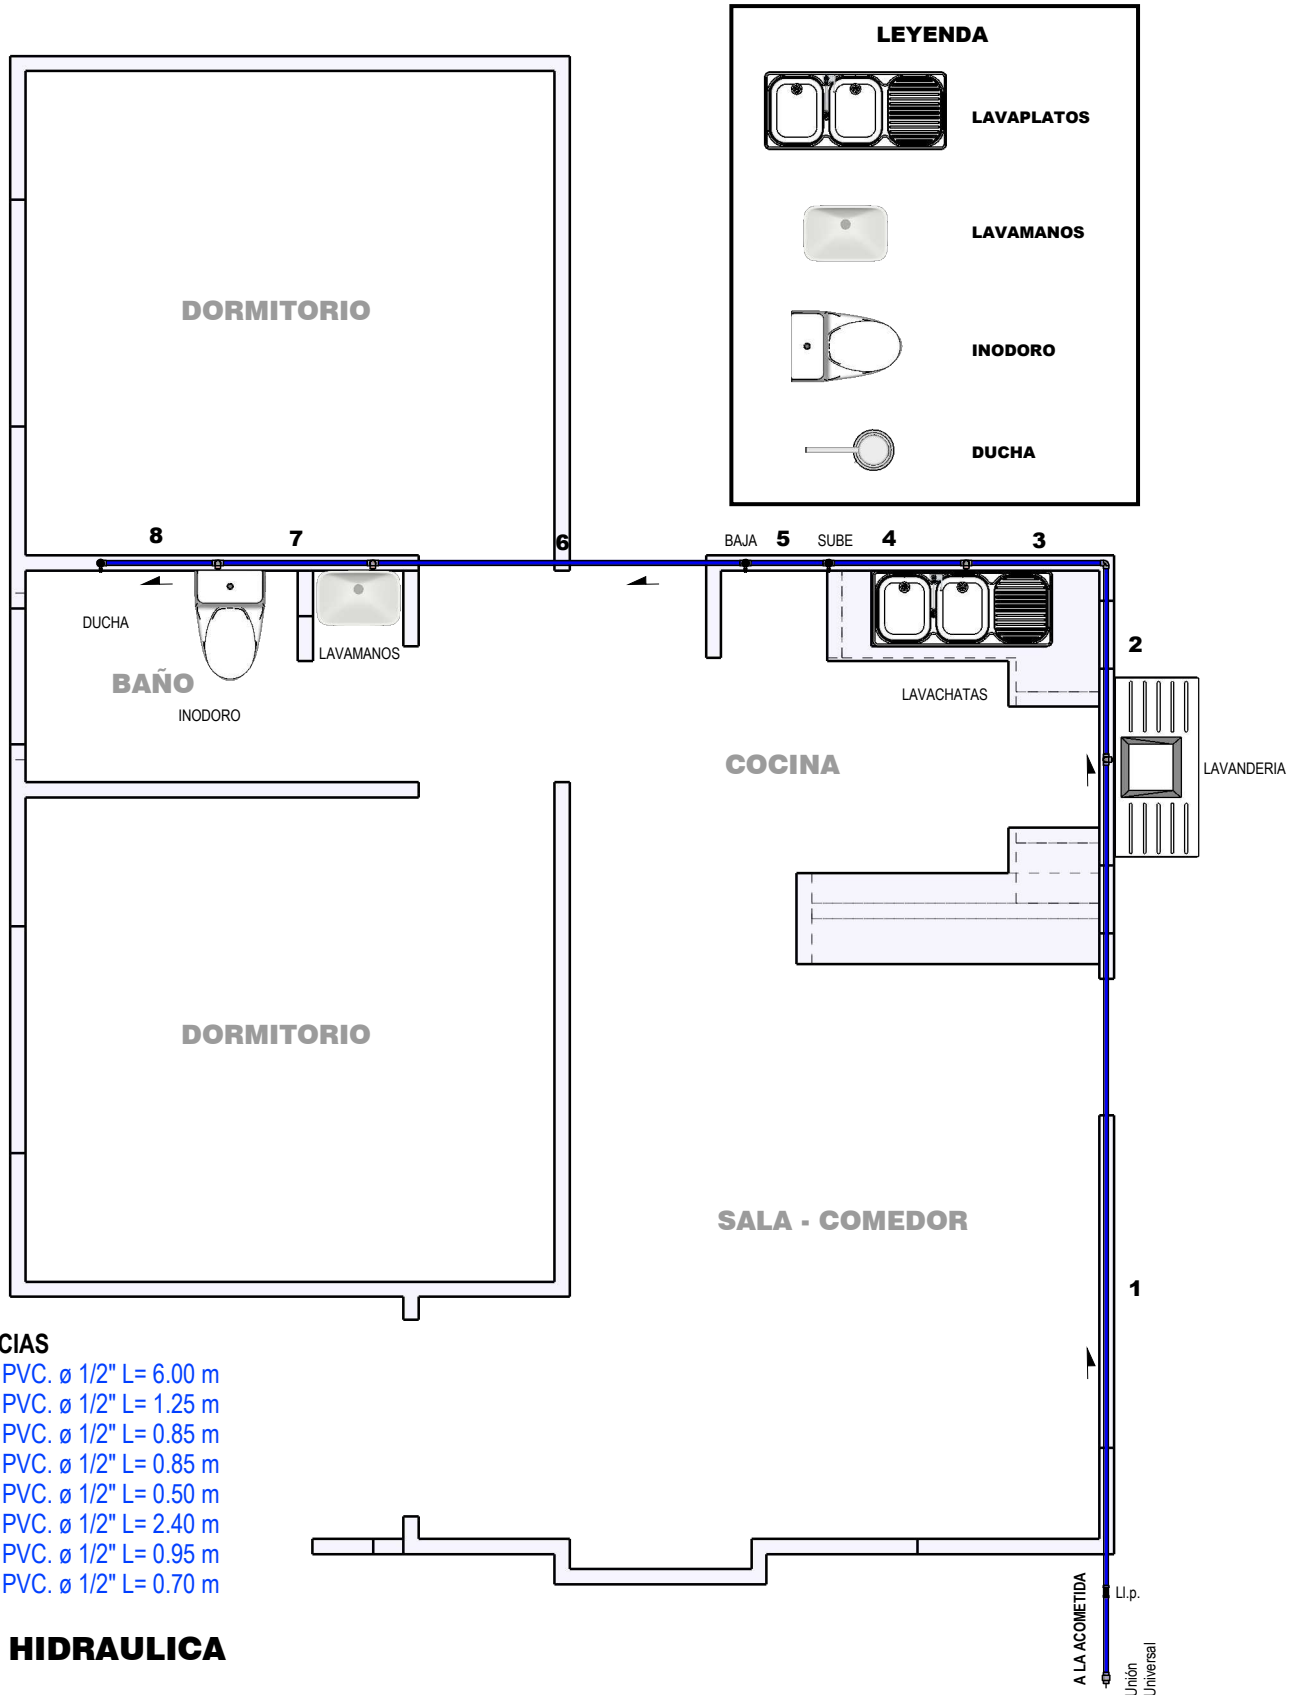 LEYENDA
LAVAPLATOS
LAVAMANOS
INODORO
DUCHA
DORMITORIO
8
7
6
BAJA
5
SUBE
4
3
2
DUCHA
LAVAMANOS
BAÑO
INODORO
LAVACHATAS
COCINA
LAVANDERIA
DORMITORIO
SALA - COMEDOR
1
CIAS
PVC. ø 1/2" L= 6.00 m
PVC. ø 1/2" L= 1.25 m
PVC. ø 1/2" L= 0.85 m
PVC. ø 1/2" L= 0.85 m
PVC. ø 1/2" L= 0.50 m
PVC. ø 1/2" L= 2.40 m
PVC. ø 1/2" L= 0.95 m
PVC. ø 1/2" L= 0.70 m
HIDRAULICA
A LA ACOMETIDA
Ll.p.
Unión
Universal